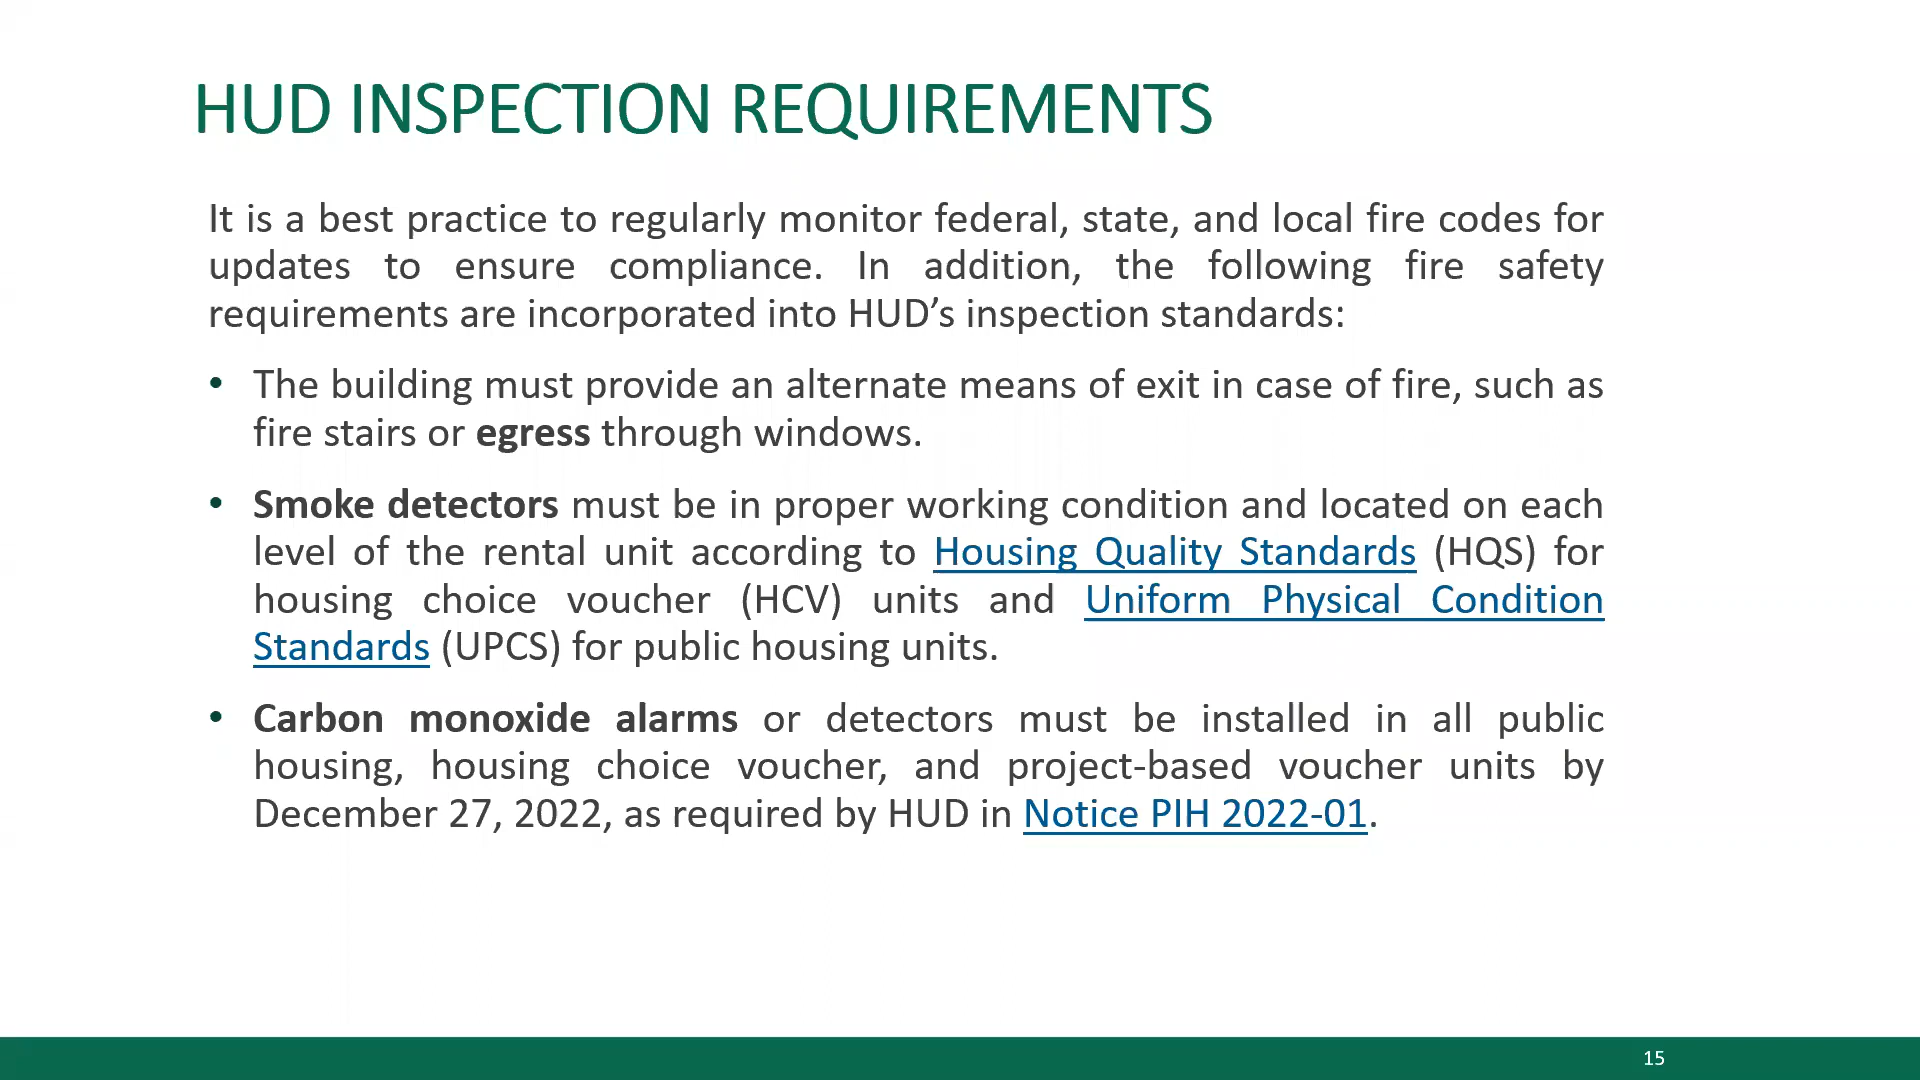 HUD INSPECTION REQUIREMENTS
It is a best practice to regularly monitor federal, state, and local fire codes for
updates to ensure compliance. In addition, the following fire safety
requirements are incorporated into HUD’s inspection standards:
• The building must provide an alternate means of exit in case of fire, such as
fire stairs or egress through windows.
• Smoke detectors must be in proper working condition and located on each
level of the rental unit according to Housing Quality Standards (HQS) for
housing choice voucher (HCV) units and Uniform Physical Condition
Standards (UPCS) for public housing units.
• Carbon monoxide alarms or detectors must be installed in all public
housing, housing choice voucher, and project-based voucher units by
December 27, 2022, as required by HUD in Notice PIH 2022-01.
15